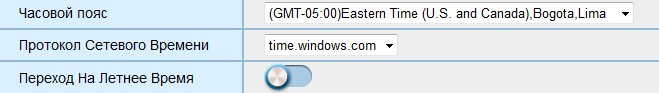 Часовой пояс (GMT-05:00)Eastern Time (U.S. and Canada),Bogota,Lima
Протокол Сетевого Времени time.windows.com
Переход На Летнее Время